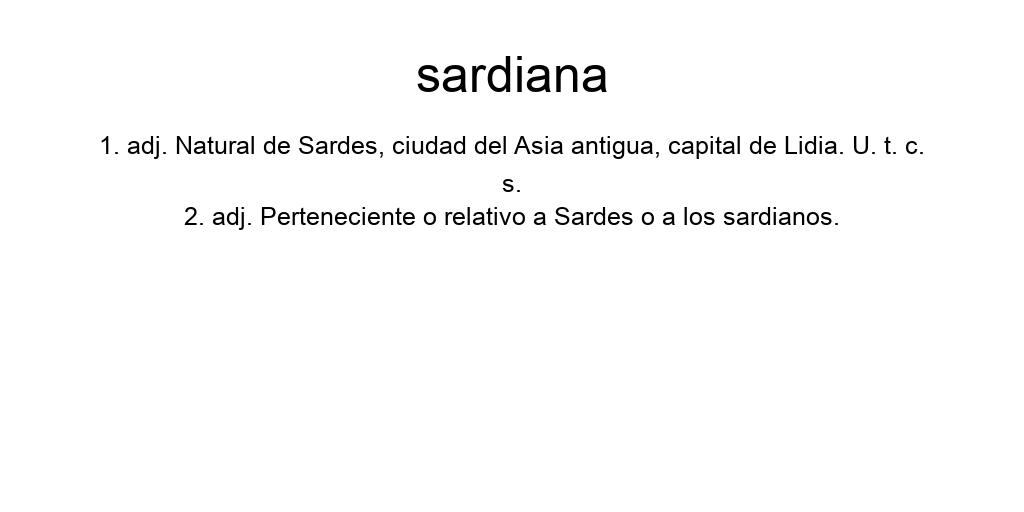 sardiana
1. adj. Natural de Sardes, ciudad del Asia antigua, capital de Lidia. U. t. c.
s.
2. adj. Perteneciente o relativo a Sardes o a los sardianos.